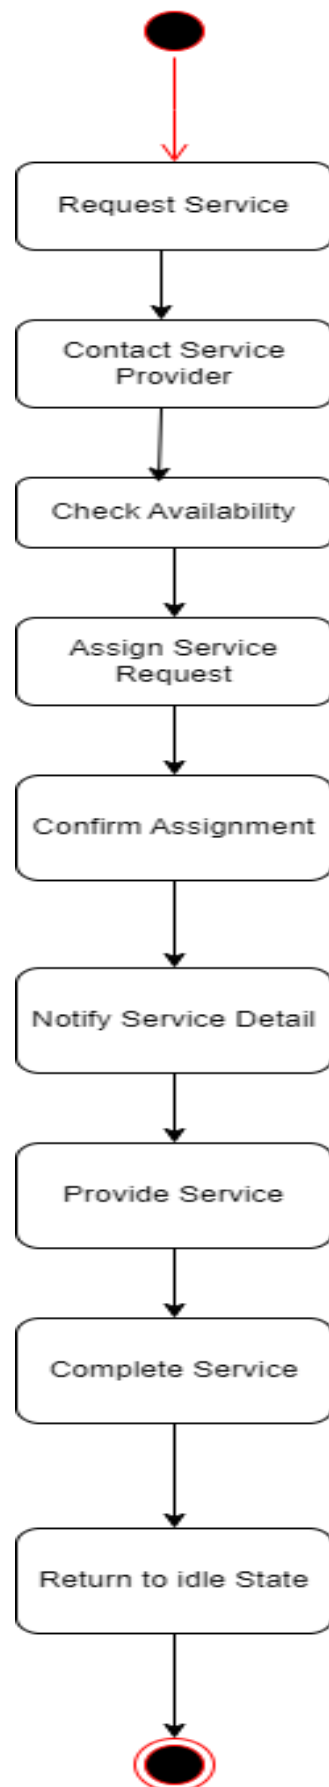 Request Service
Contact Service
Provider
Check Availability
Assign Service
Request
Confirm Assignment
Notify Service Detail
Provide Service
Complete Service
Return to idle State